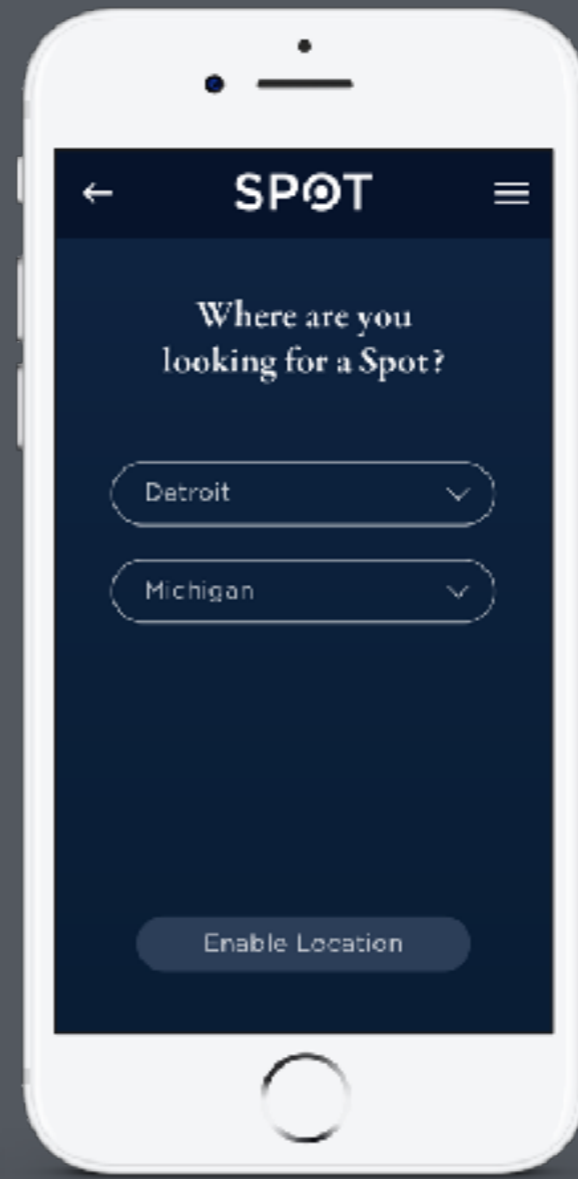 SPOT
Where are you
looking for a Spot?
Detroit
Michigan
Enable Location